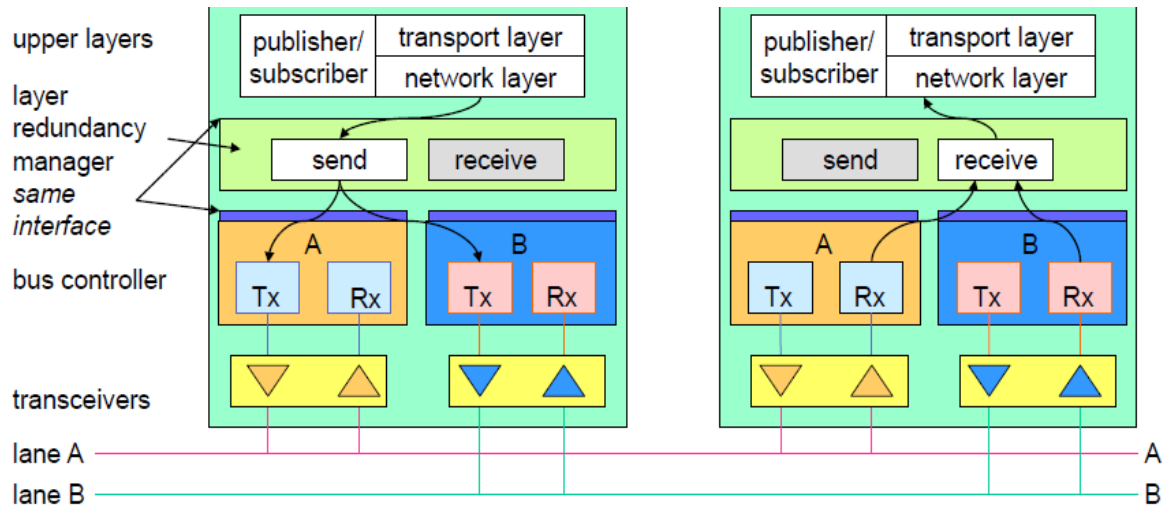 upper layers
layer
redundancy
manager
same
interface
bus controller
transceivers
lane A
lane B
publisher/
subscriber
transport layer
network layer
send
receive
A
B
Tx
Rx
Tx
Rx
publisher/
subscriber
transport layer
network layer
send
receive
A
B
Tx
Rx
Tx
Rx
A
B